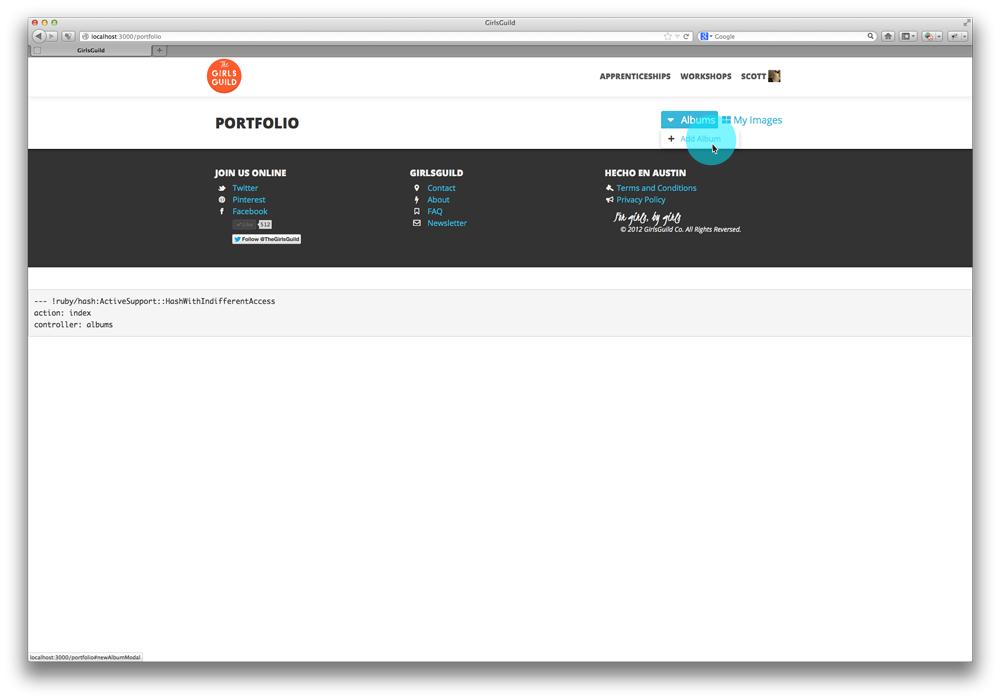 GirlsGuild
localhost:3000/portfolio
Google
GirlsGuild
The
GIRLS
GUILD
APPRENTICESHIPS WORKSHOPS SCOTT
PORTFOLIO
Albums My Images
Add Album
JOIN US ONLINE
Twitter
Pinterest
Facebook
512
Follow @TheGirlsGuild
GIRLSGUILD
Contact
About
FAQ
Newsletter
HECHO EN AUSTIN
Terms and Conditions
Privacy Policy
For girls, by girls
© 2012 GirlsGuild Co. All Rights Reserved.
--- !ruby/hash:ActiveSupport::HashWithIndifferentAccess
action: index
controller: albums
localhost:3000/portfolio#newAlbumModal